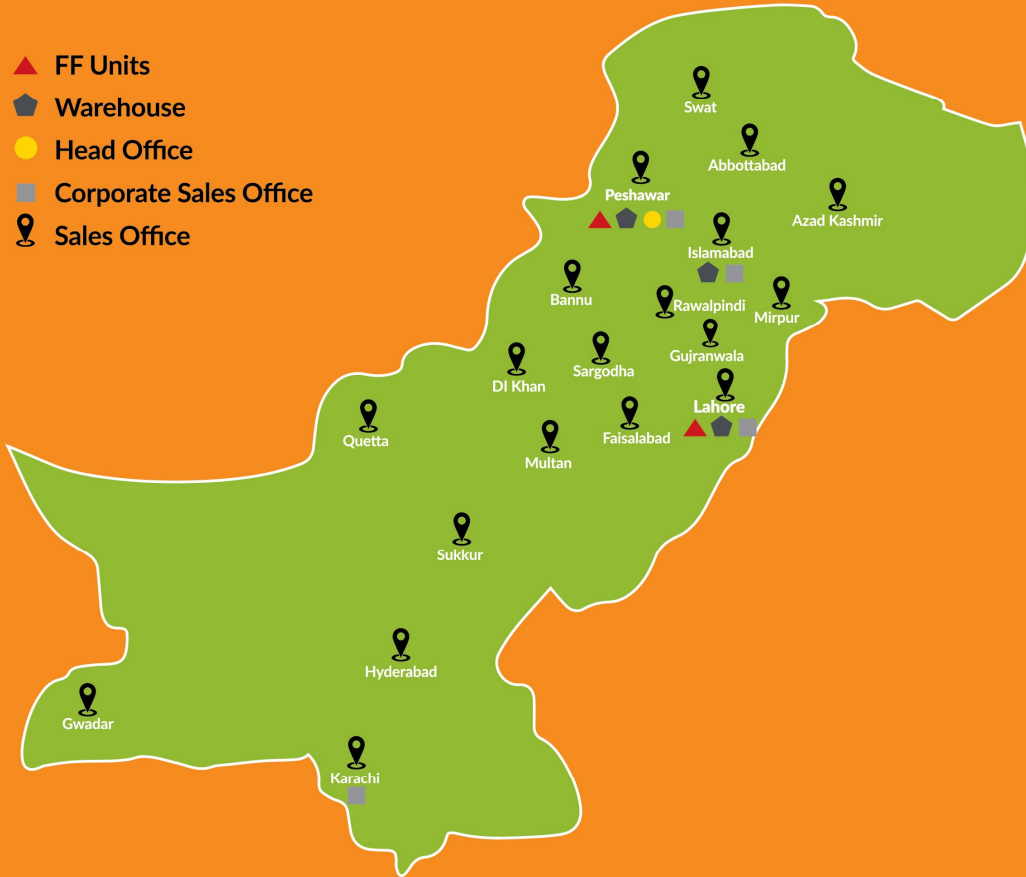 FF Units
Warehouse
Head Office
Corporate Sales Office
Sales Office
Swat
Abbottabad
Peshawar
Azad Kashmir
Islamabad
Bannu
Rawalpindi
Mirpur
Gujranwala
Sargodha
DI Khan
Lahore
Quetta
Faisalabad
Multan
Sukkur
Hyderabad
Gwadar
Karachi